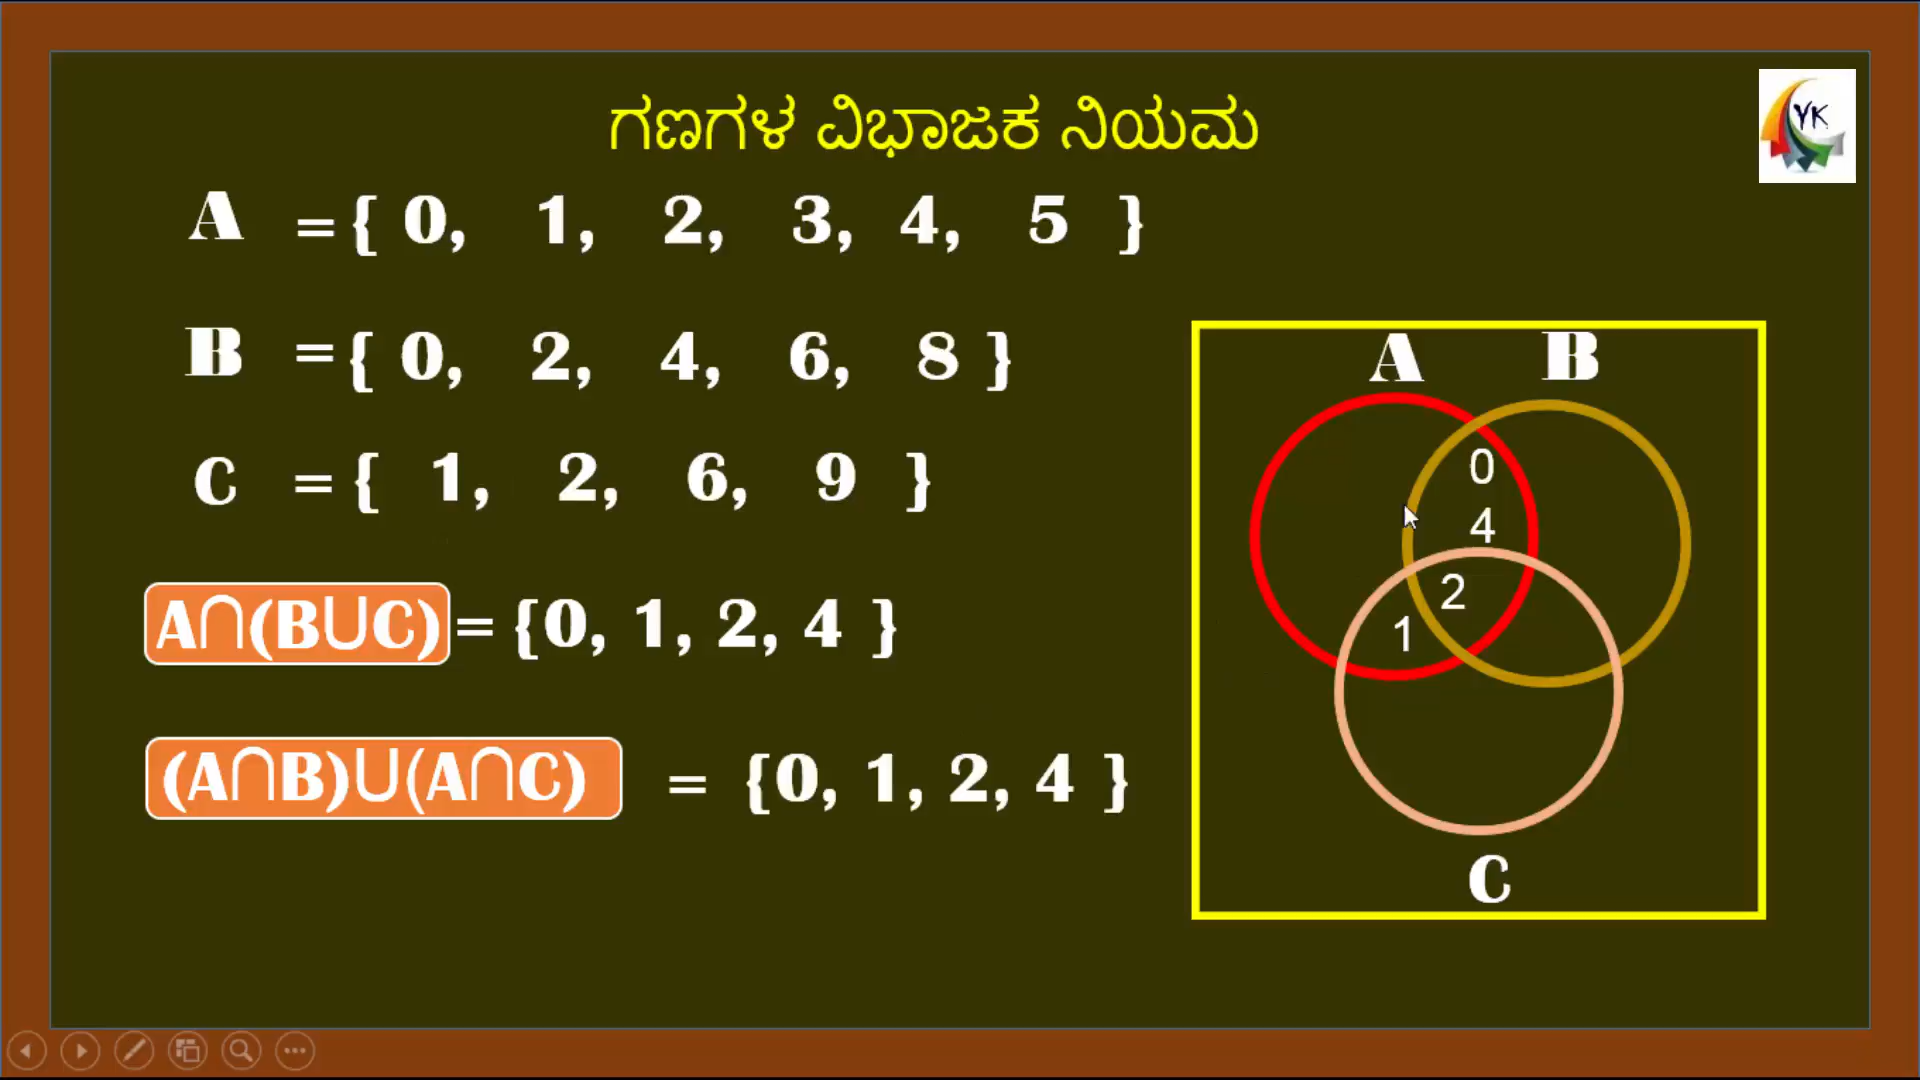 ಗಣಗಳ ವಿಭಾಜಕ ನಿಯಮ
YK
A = { 0, 1, 2, 3, 4, 5 }
B = { 0, 2, 4, 6, 8 }
C = { 1, 2, 6, 9 }
A∩(B∪C) = {0, 1, 2, 4 }
(A∩B)∪(A∩C) = {0, 1, 2, 4 }
A B
0
4
2
1
C